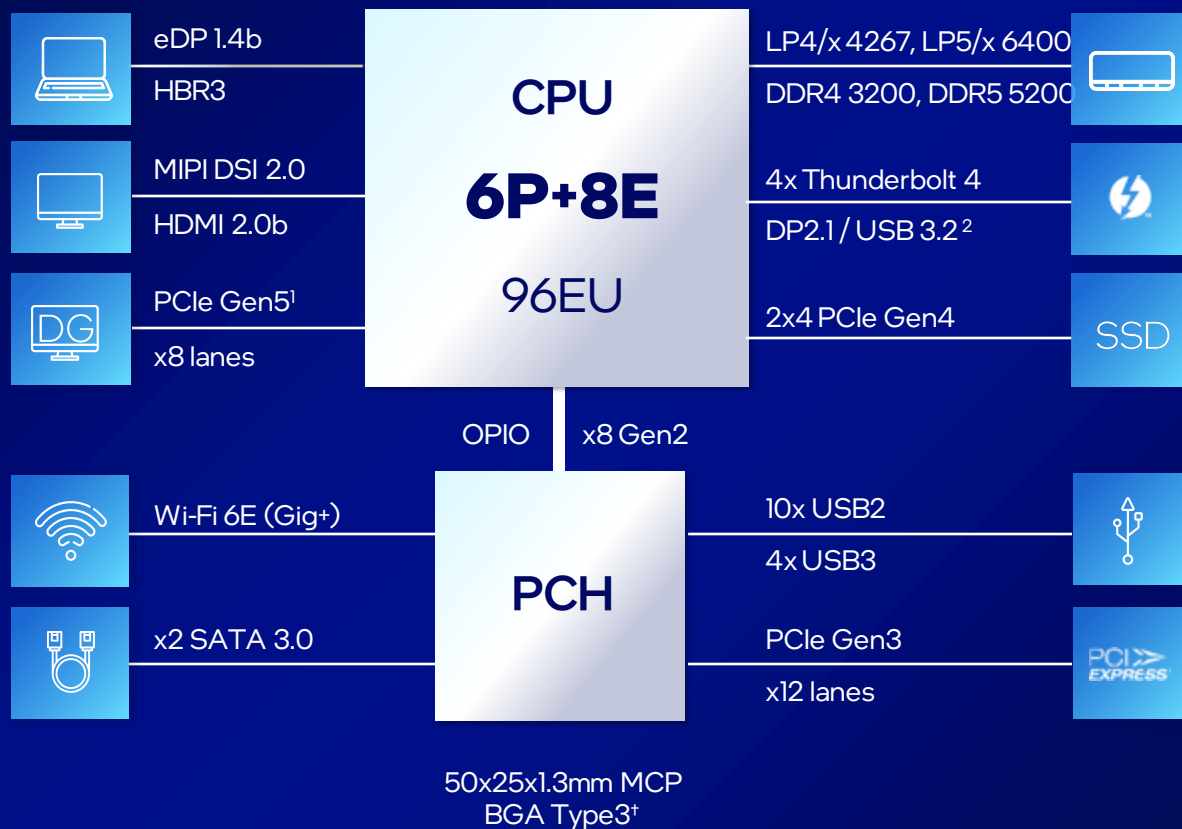 eDP 1.4b
HBR3
MIPI DSI 2.0
HDMI 2.0b
DG
PCIe Gen5¹
x8 lanes
CPU
6P+8E
96EU
LP4/x 4267, LP5/x 6400
DDR4 3200, DDR5 5200
4x Thunderbolt 4
DP2.1 / USB 3.2 ²
2x4 PCIe Gen4
SSD
OPIO
x8 Gen2
Wi-Fi 6E (Gig+)
x2 SATA 3.0
PCH
10x USB2
4x USB3
PCIe Gen3
x12 lanes
PCI
EXPRESS
50x25x1.3mm MCP
BGA Type3†